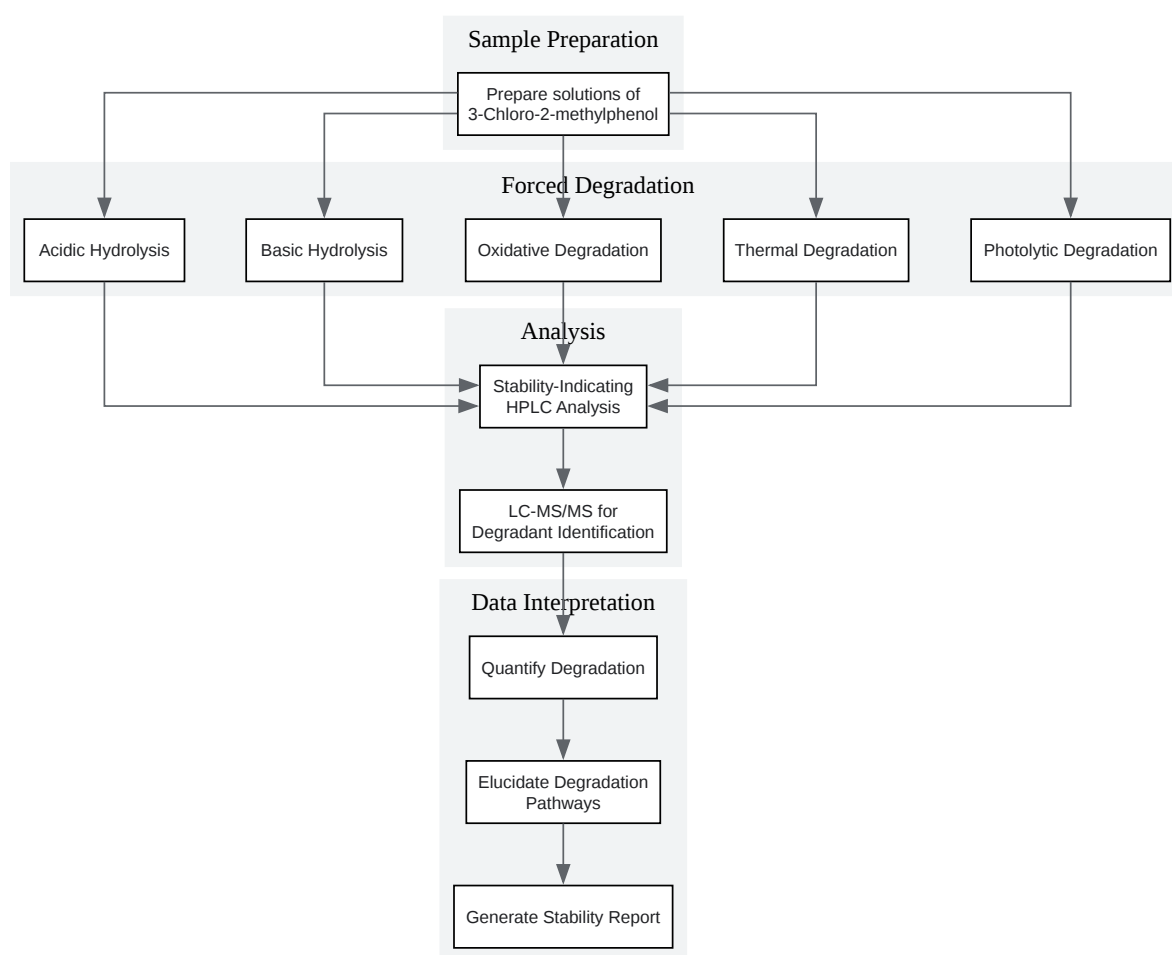 Sample Preparation
Prepare solutions of
3-Chloro-2-methylphenol
Forced Degradation
Acidic Hydrolysis
Basic Hydrolysis
Oxidative Degradation
Thermal Degradation
Photolytic Degradation
Analysis
Stability-Indicating
HPLC Analysis
LC-MS/MS for
Degradant Identification
Data Interpretation
Quantify Degradation
Elucidate Degradation
Pathways
Generate Stability Report